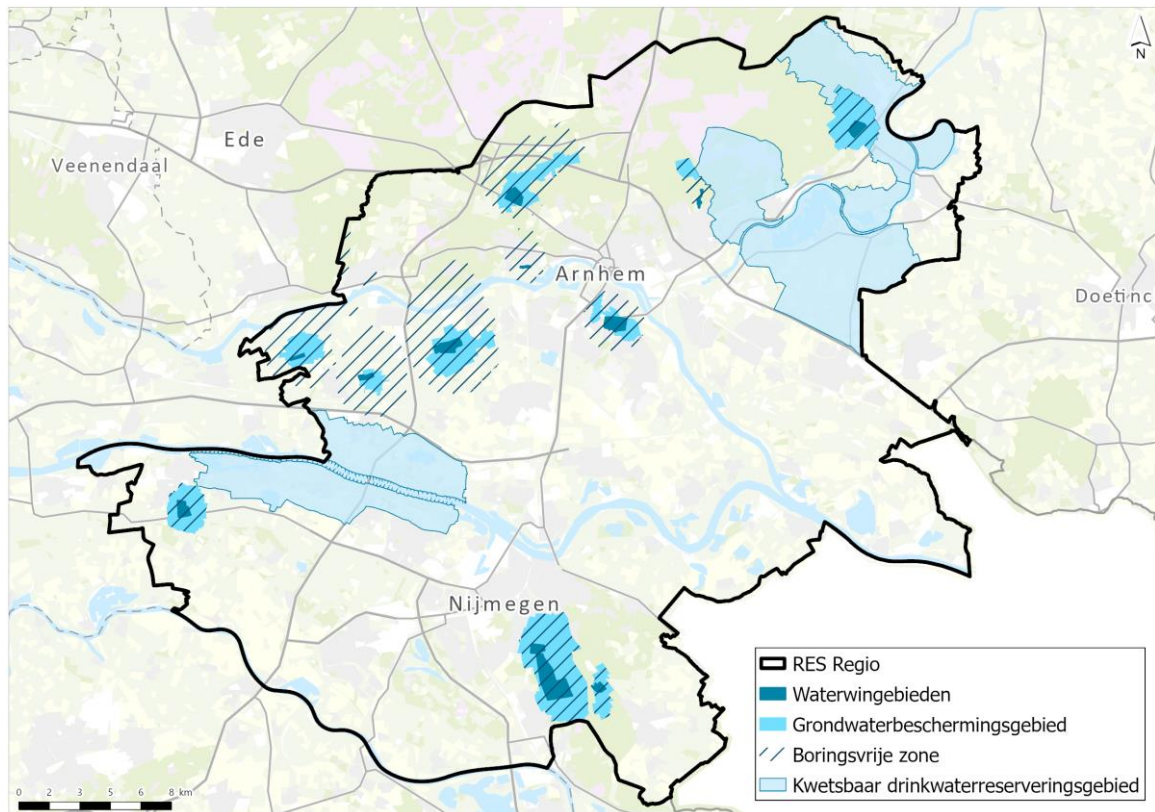 N
Ede
Veenendaal
Arnhem
Doetinc
Nijmegen
RES Regio
Waterwingebieden
Grondwaterbeschermingsgebied
Boringsvrije zone
Kwetsbaar drinkwaterreserveringsgebied
0 2 3 5 6 8 km